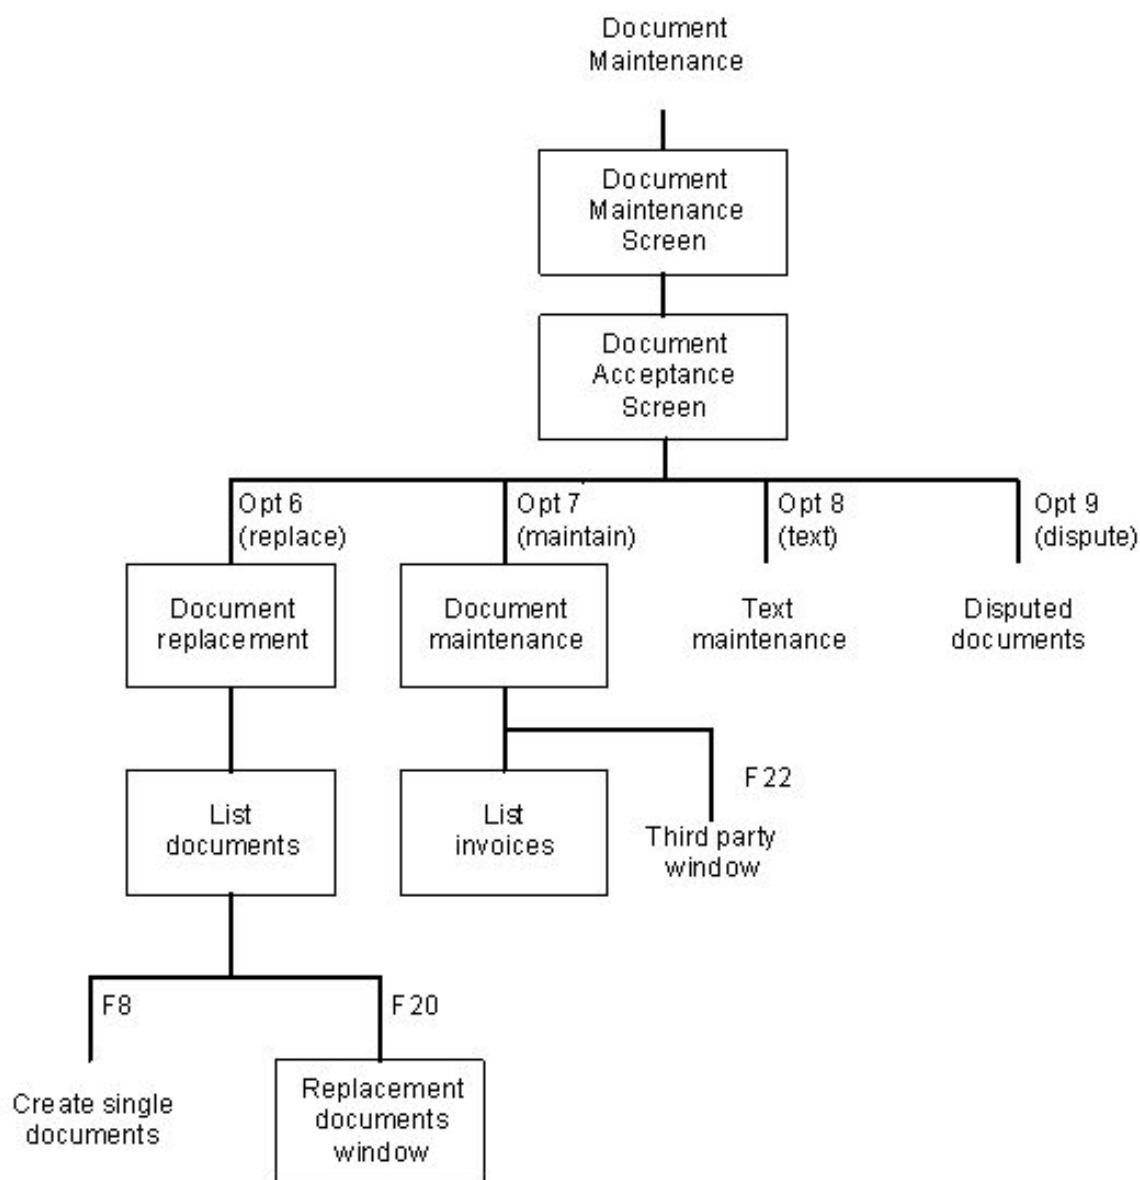 Document
Maintenance
Document
Maintenance
Screen
Document
Acceptance
Screen
Opt 6
(replace)
Opt 7
(maintain)
Opt 8
(text)
Opt 9
(dispute)
Document
replacement
Document
maintenance
Text
maintenance
Disputed
documents
List
documents
List
invoices
F22
Third party
window
F8
F20
Create single
documents
Replacement
documents
window